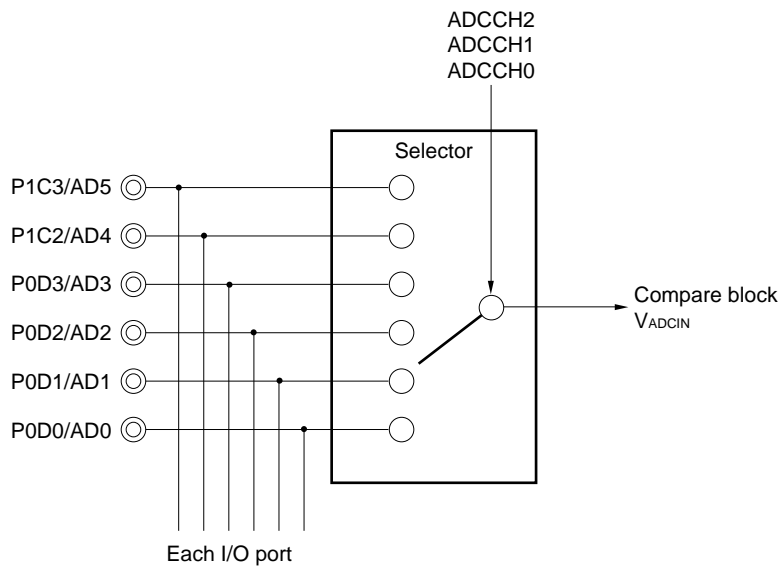 ADCCH2
ADCCH1
ADCCH0
Selector
P1C3/AD5
P1C2/AD4
P0D3/AD3
P0D2/AD2
P0D1/AD1
P0D0/AD0
Compare block
VADCIN
Each I/O port